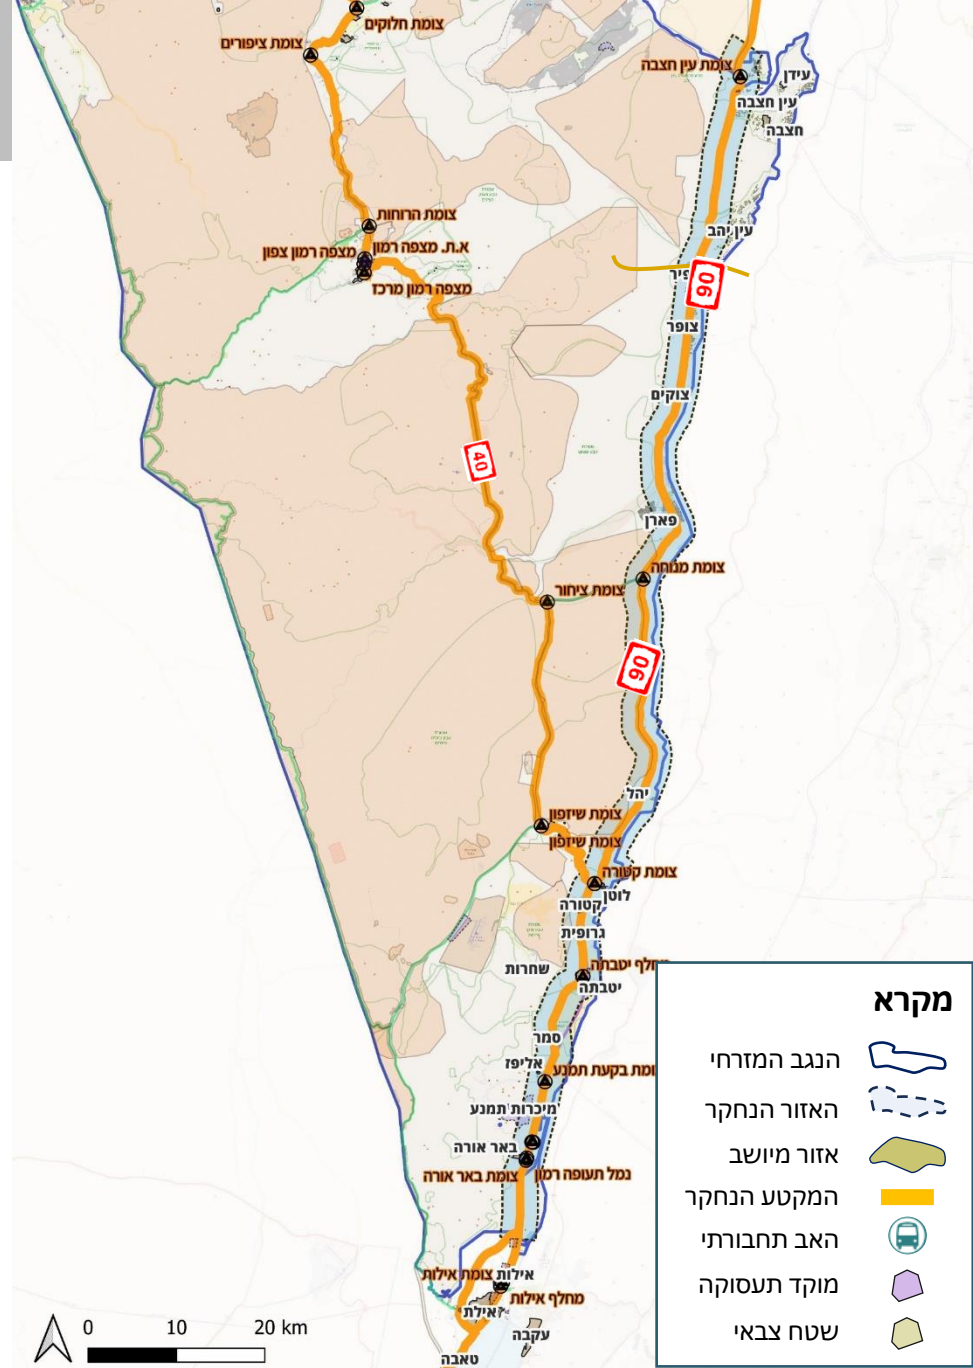 צומת חלוקים
צומת ציפורים
צומת עין חצבה
עידן
עין חצבה
חצבה
צומת הרוחות
עין יהב
א.ת. מצפה רמון
מצפה רמון צפון
מצפה רמון מרכז
90
צופר
צוקים
40
פארן
צומת מנוחה
צומת ציחור
90
יהל
צומת שיזפון
צומת שיזפון
צומת קטורה
לוטן
קטורה
גרופית
שחרות
יטבתה
סמר
אליפז
מיכרות תמנע
באר אורה
נמל תעופה רמון
צומת באר אורה
אילות
צומת אילות
מחלף אילות
אילת
עקבה
טאבה
מקרא
הנגב המזרחי
האזור הנחקר
אזור מיושב
המקטע הנחקר
האב תחבורתי
מוקד תעסוקה
שטח צבאי
0 10 20 km